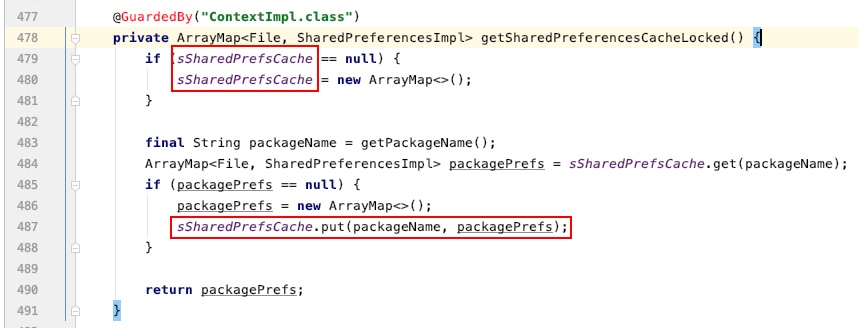 477 @GuardedBy("ContextImpl.class")
478 private ArrayMap<File, SharedPreferencesImpl> getSharedPreferencesCacheLocked() {
479 if (sSharedPrefsCache == null) {
480 sSharedPrefsCache = new ArrayMap<>();
481 }
482
483 final String packageName = getPackageName();
484 ArrayMap<File, SharedPreferencesImpl> packagePrefs = sSharedPrefsCache.get(packageName);
485 if (packagePrefs == null) {
486 packagePrefs = new ArrayMap<>();
487 sSharedPrefsCache.put(packageName, packagePrefs);
488 }
489
490 return packagePrefs;
491 }